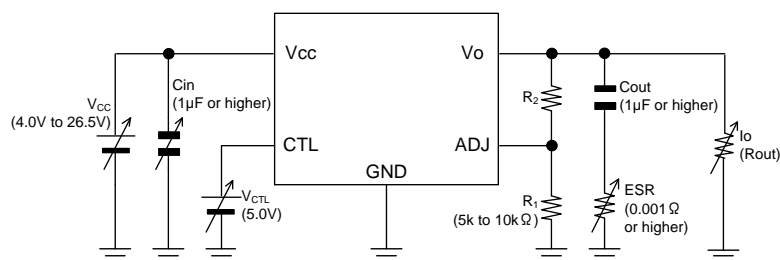 Vcc
Vo
Cin
(1μF or higher)
VCC
(4.0V to 26.5V)
CTL
ADJ
GND
VCTL
(5.0V)
R2
Cout
(1μF or higher)
Io
(Rout)
R1
(5k to 10kΩ)
ESR
(0.001Ω
or higher)